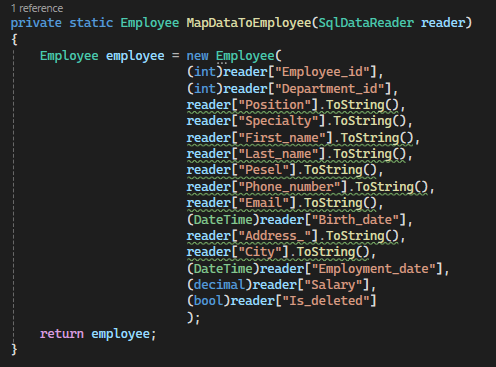 1 reference
private static Employee MapDataToEmployee(SqlDataReader reader)
{
    Employee employee = new Employee(
                        (int)reader["Employee_id"],
                        (int)reader["Department_id"],
                        reader["Position"].ToString(),
                        reader["Specialty"].ToString(),
                        reader["First_name"].ToString(),
                        reader["Last_name"].ToString(),
                        reader["Pesel"].ToString(),
                        reader["Phone_number"].ToString(),
                        reader["Email"].ToString(),
                        (DateTime)reader["Birth_date"],
                        reader["Address_"].ToString(),
                        reader["City"].ToString(),
                        (DateTime)reader["Employment_date"],
                        (decimal)reader["Salary"],
                        (bool)reader["Is_deleted"]
                        );
    return employee;
}